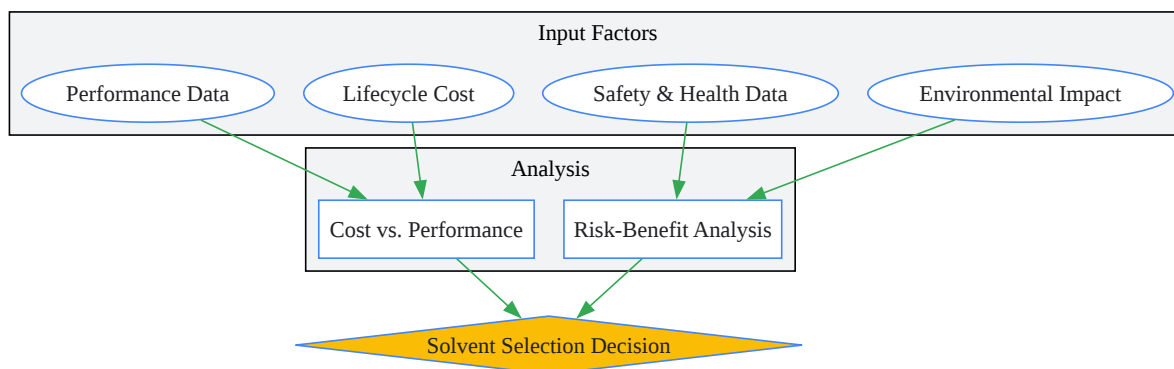 Input Factors
Performance Data
Lifecycle Cost
Safety & Health Data
Environmental Impact
Analysis
Cost vs. Performance
Risk-Benefit Analysis
Solvent Selection Decision